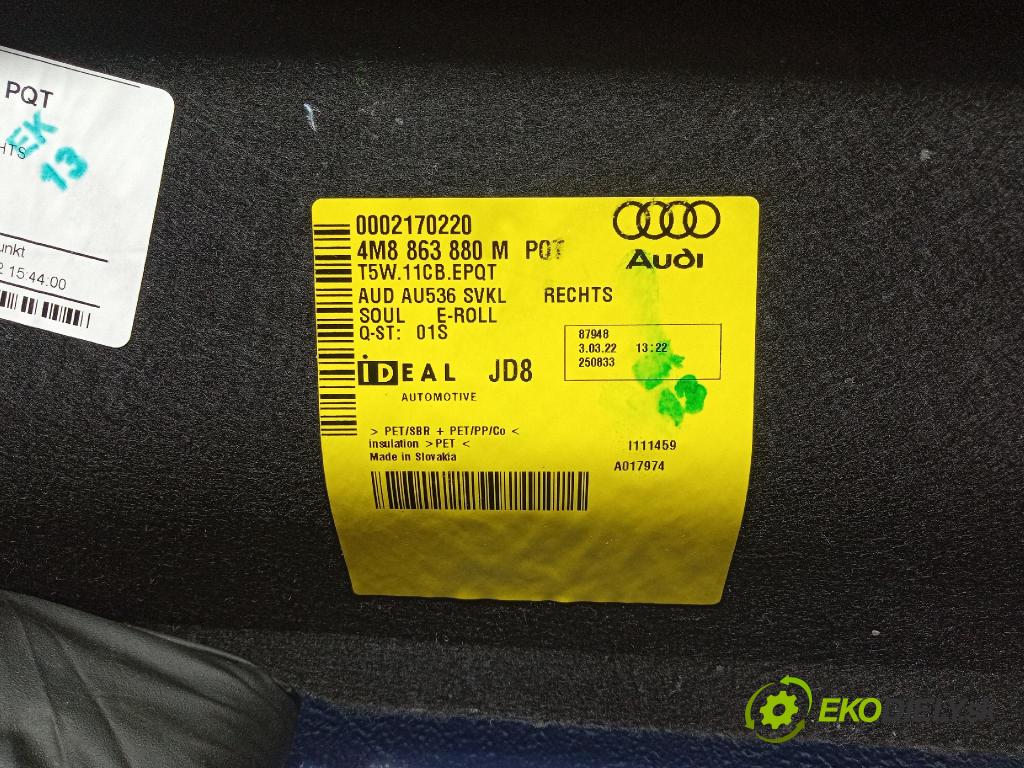 PQT
EK
13
HTS
unkt
2 15:44:00
0002170220
4M8 863 880 M PQT
T5W.11CB.EPQT
AUD AU536 SVKL RECHTS
SOUL E-ROLL
Q-ST: 01S
Audi
87948
3.03.22 13:22
250833
iDEAL JD8
AUTOMOTIVE
> PET/SBR + PET/PP/Co <
insulation >PET <
Made in Slovakia
I111459
A017974
EKODIELY.SK